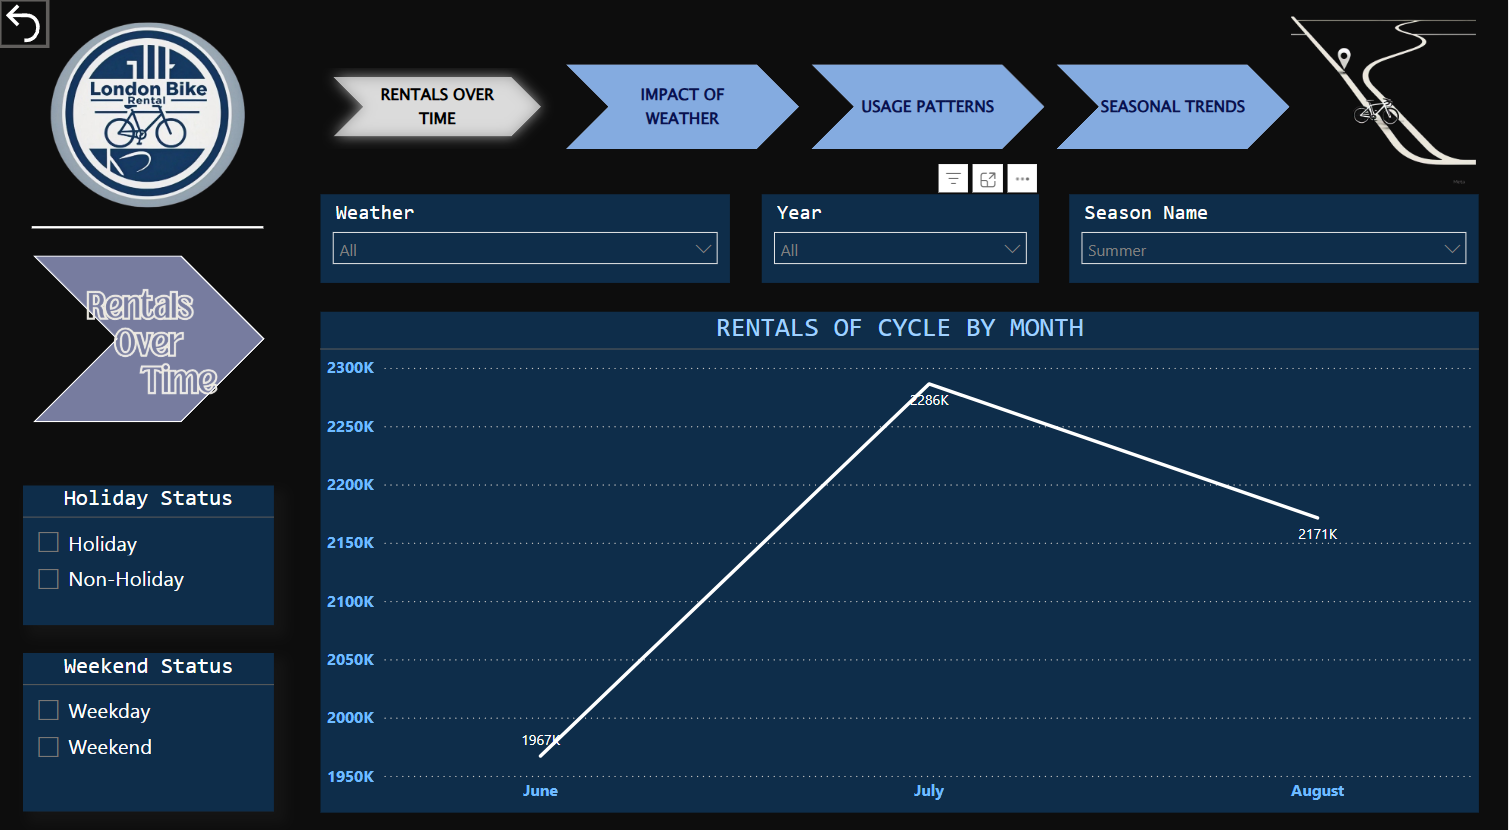 London Bike
Rental
RENTALS OVER
TIME
IMPACT OF
WEATHER
USAGE PATTERNS
SEASONAL TRENDS
Weather
All
Year
All
Season Name
Summer
Rentals
Over
Time
RENTALS OF CYCLE BY MONTH
2300K
2250K
2200K
2150K
2100K
2050K
2000K
1950K
1967K
2286K
2171K
June
July
August
Holiday Status
Holiday
Non-Holiday
Weekend Status
Weekday
Weekend